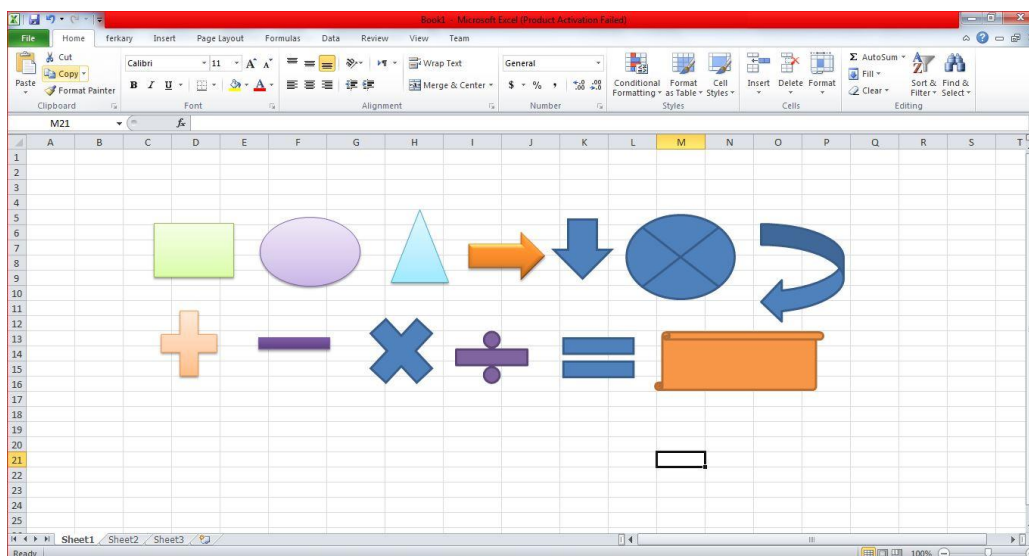 Book1 - Microsoft Excel (Product Activation Failed)
File Home ferkary Insert Page Layout Formulas Data Review View Team
Cut
Copy
Format Painter
Paste
Clipboard
Calibri 11
B I U
Font
Wrap Text
Merge & Center
Alignment
General
$ % ,
Number
Conditional Formatting
Format as Table
Cell Styles
Styles
Insert Delete Format
Cells
Σ AutoSum
Fill
Clear
Sort & Filter
Find & Select
Editing
M21 fx
A B C D E F G H I J K L M N O P Q R S T
1
2
3
4
5
6
7
8
9
10
11
12
13
14
15
16
17
18
19
20
21
22
23
24
25
Sheet1 Sheet2 Sheet3
Ready 100%